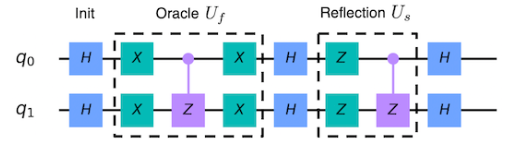 Init Oracle U_f Reflection U_s
q_0 H X X H Z H
q_1 H X Z X H Z Z H